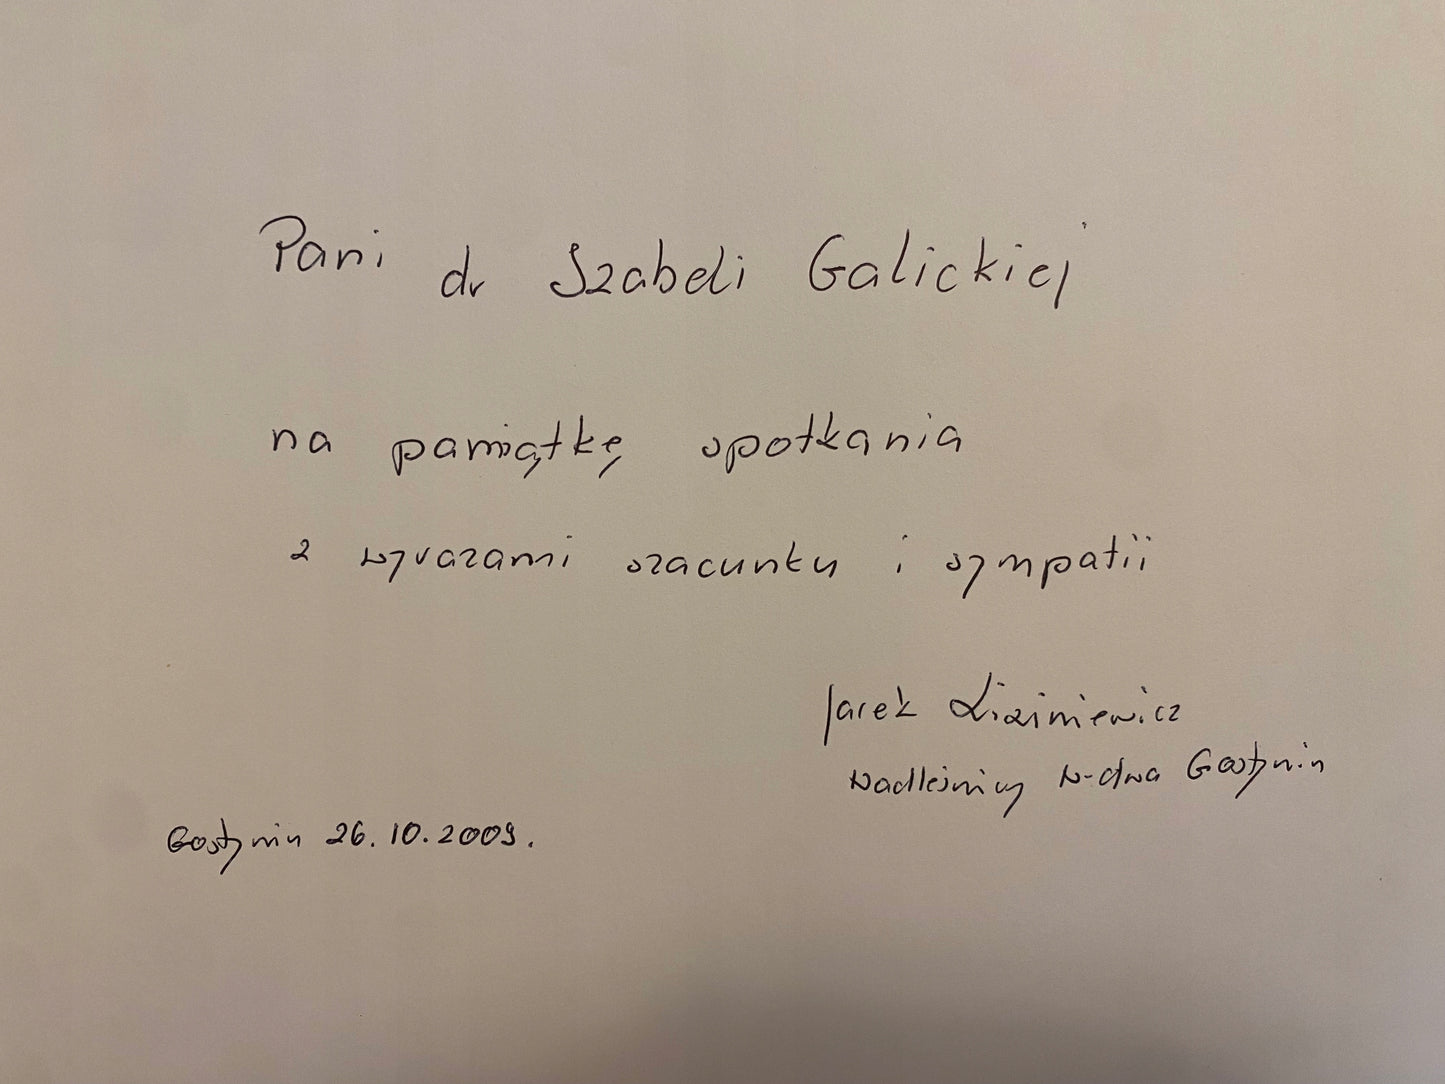 Pani dr Izabeli Galickiej
na pamiątkę spotkania
z wyrazami szacunku i sympatii
Jarek
Nadleśniczy N-ctwa Gostynin
Gostynin 26.10.2009.